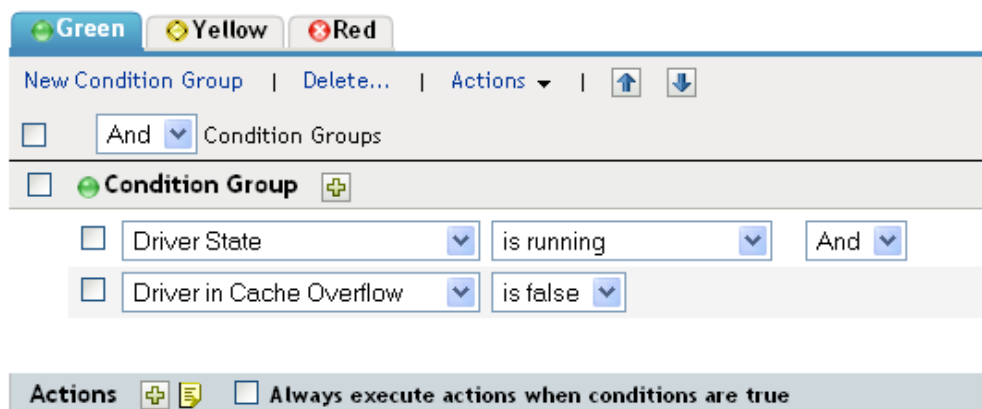 Green Yellow Red
New Condition Group | Delete... | Actions |
And Condition Groups
Condition Group
Driver State is running And
Driver in Cache Overflow is false
Actions Always execute actions when conditions are true